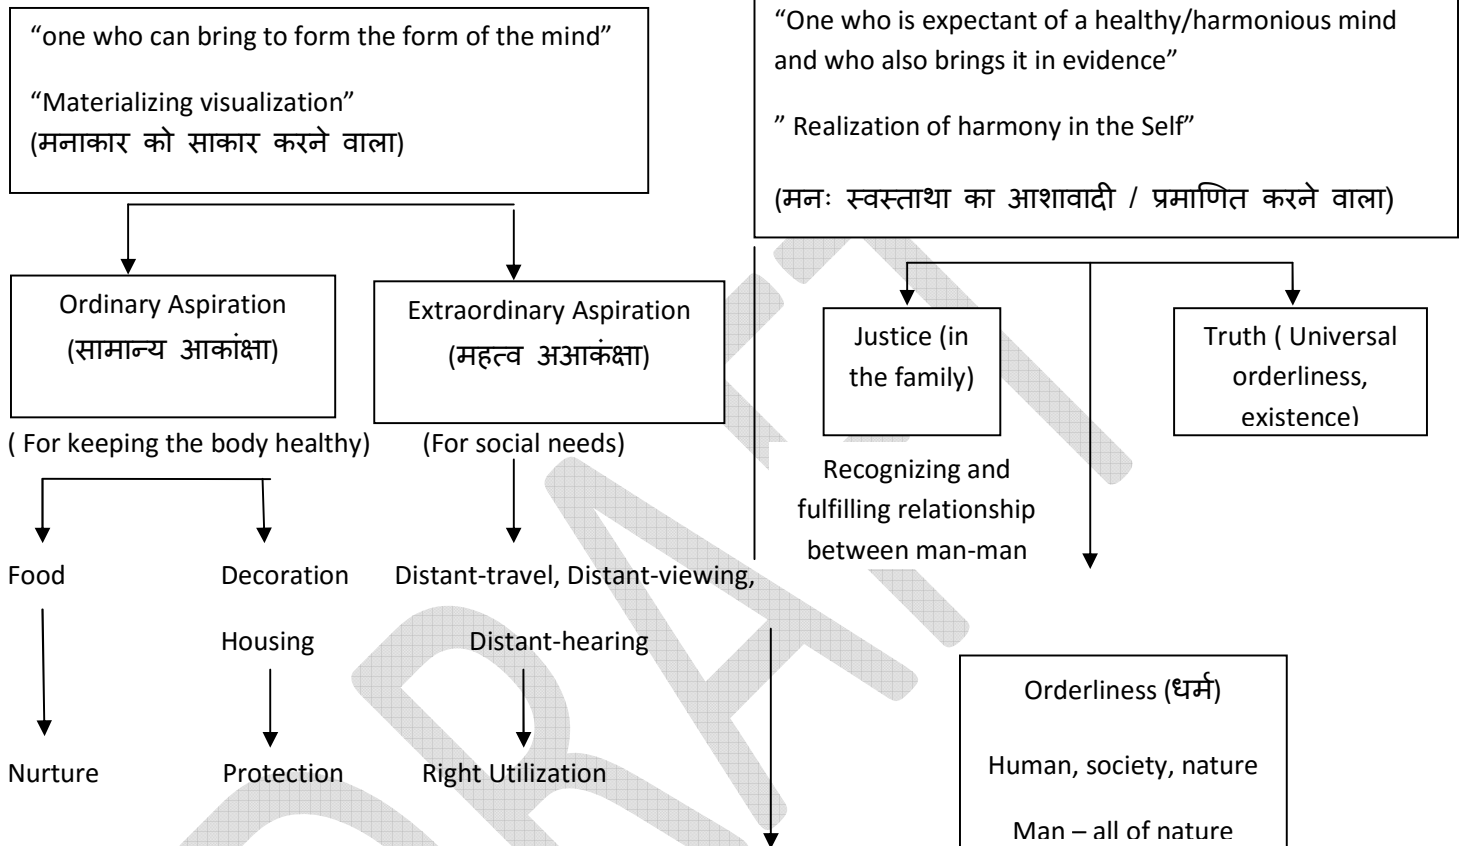 “one who can bring to form the form of the mind”
“Materializing visualization”
(मनाकार को साकार करने वाला)
“One who is expectant of a healthy/harmonious mind
and who also brings it in evidence”
” Realization of harmony in the Self”
(मनः स्वस्ताथा का आशावादी / प्रमाणित करने वाला)
Ordinary Aspiration
(सामान्य आकांक्षा)
Extraordinary Aspiration
(महत्व अआकंक्षा)
Justice (in
the family)
Truth ( Universal
orderliness,
existence)
( For keeping the body healthy)
(For social needs)
Recognizing and
fulfilling relationship
between man-man
Food
Decoration
Distant-travel, Distant-viewing,
Housing
Distant-hearing
Nurture
Protection
Right Utilization
Orderliness (धर्म)
Human, society, nature
Man – all of nature
DRAFT